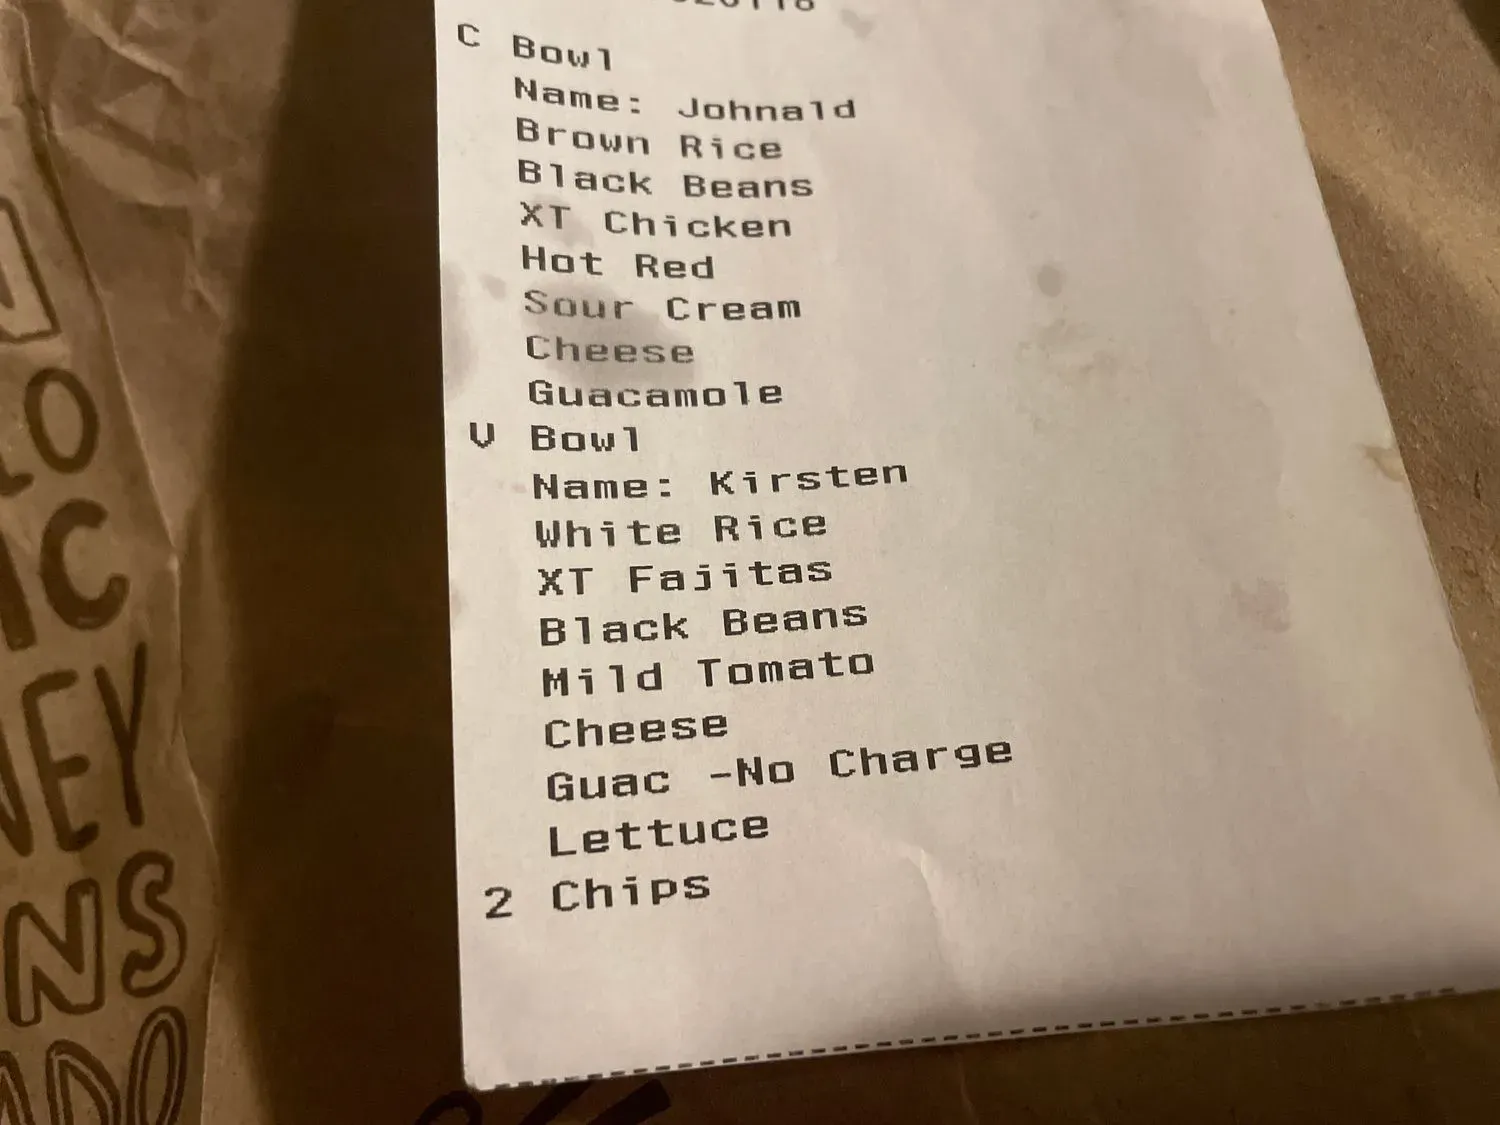 C Bowl
Name: Johnald
Brown Rice
Black Beans
XT Chicken
Hot Red
Sour Cream
Cheese
Guacamole
V Bowl
Name: Kirsten
White Rice
XT Fajitas
Black Beans
Mild Tomato
Cheese
Guac -No Charge
Lettuce
2 Chips